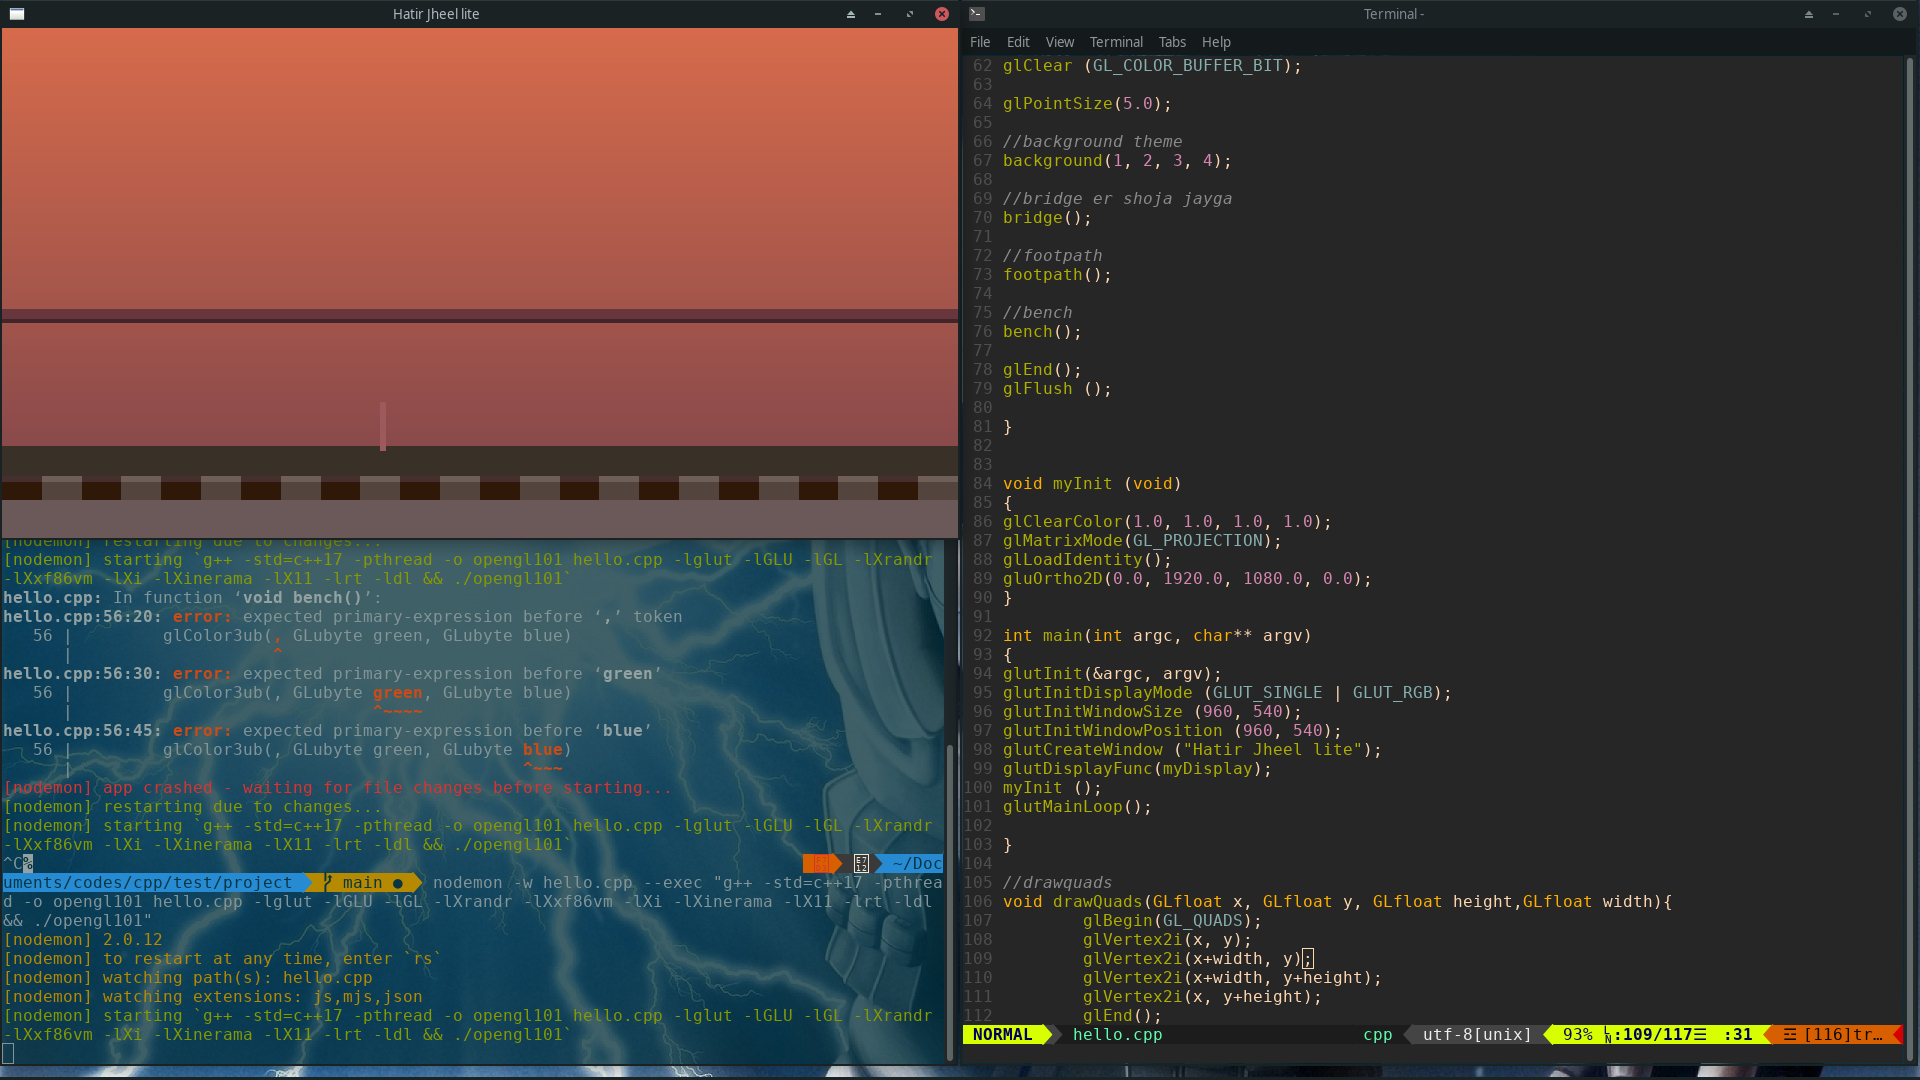 Hatir Jheel lite
[nodemon] restarting due to changes...
[nodemon] starting `g++ -std=c++17 -pthread -o opengl101 hello.cpp -lglut -lGLU -lGL -lXrandr
-lXxf86vm -lXi -lXinerama -lX11 -lrt -ldl && ./opengl101`
hello.cpp: In function ‘void bench()’:
hello.cpp:56:20: error: expected primary-expression before ‘,’ token
56 |         glColor3ub(, GLubyte green, GLubyte blue)
|                    ^
hello.cpp:56:30: error: expected primary-expression before ‘green’
56 |         glColor3ub(, GLubyte green, GLubyte blue)
|                              ^~~~~
hello.cpp:56:45: error: expected primary-expression before ‘blue’
56 |         glColor3ub(, GLubyte green, GLubyte blue)
|                                             ^~~~
[nodemon] app crashed - waiting for file changes before starting...
[nodemon] restarting due to changes...
[nodemon] starting `g++ -std=c++17 -pthread -o opengl101 hello.cpp -lglut -lGLU -lGL -lXrandr
-lXxf86vm -lXi -lXinerama -lX11 -lrt -ldl && ./opengl101`
^C%
~/Doc
uments/codes/cpp/test/project main ● nodemon -w hello.cpp --exec "g++ -std=c++17 -pthrea
d -o opengl101 hello.cpp -lglut -lGLU -lGL -lXrandr -lXxf86vm -lXi -lXinerama -lX11 -lrt -ldl
&& ./opengl101"
[nodemon] 2.0.12
[nodemon] to restart at any time, enter `rs`
[nodemon] watching path(s): hello.cpp
[nodemon] watching extensions: js,mjs,json
[nodemon] starting `g++ -std=c++17 -pthread -o opengl101 hello.cpp -lglut -lGLU -lGL -lXrandr
-lXxf86vm -lXi -lXinerama -lX11 -lrt -ldl && ./opengl101`
Terminal -
File Edit View Terminal Tabs Help
62 glClear (GL_COLOR_BUFFER_BIT);
63
64 glPointSize(5.0);
65
66 //background theme
67 background(1, 2, 3, 4);
68
69 //bridge er shoja jayga
70 bridge();
71
72 //footpath
73 footpath();
74
75 //bench
76 bench();
77
78 glEnd();
79 glFlush ();
80
81 }
82
83
84 void myInit (void)
85 {
86 glClearColor(1.0, 1.0, 1.0, 1.0);
87 glMatrixMode(GL_PROJECTION);
88 glLoadIdentity();
89 gluOrtho2D(0.0, 1920.0, 1080.0, 0.0);
90 }
91
92 int main(int argc, char** argv)
93 {
94 glutInit(&argc, argv);
95 glutInitDisplayMode (GLUT_SINGLE | GLUT_RGB);
96 glutInitWindowSize (960, 540);
97 glutInitWindowPosition (960, 540);
98 glutCreateWindow ("Hatir Jheel lite");
99 glutDisplayFunc(myDisplay);
100 myInit ();
101 glutMainLoop();
102
103 }
104
105 //drawquads
106 void drawQuads(GLfloat x, GLfloat y, GLfloat height,GLfloat width){
107         glBegin(GL_QUADS);
108         glVertex2i(x, y);
109         glVertex2i(x+width, y);
110         glVertex2i(x+width, y+height);
111         glVertex2i(x, y+height);
112         glEnd();
NORMAL hello.cpp cpp utf-8[unix] 93% :109/117☰ :31 ☲ [116]tr…